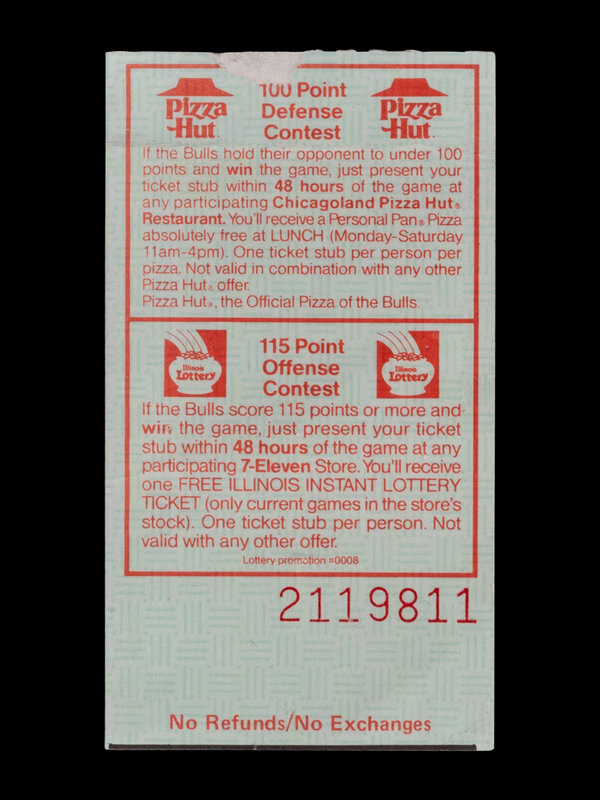 Pizza Hut®
100 Point
Defense
Contest
Pizza Hut®
If the Bulls hold their opponent to under 100
points and win the game, just present your
ticket stub within 48 hours of the game at
any participating Chicagoland Pizza Hut®
Restaurant. You'll receive a Personal Pan® Pizza
absolutely free at LUNCH (Monday-Saturday
11am-4pm). One ticket stub per person per
pizza. Not valid in combination with any other
Pizza Hut® offer.
Pizza Hut®, the Official Pizza of the Bulls.
Illinois
Lottery
115 Point
Offense
Contest
Illinois
Lottery
If the Bulls score 115 points or more and
win the game, just present your ticket
stub within 48 hours of the game at any
participating 7-Eleven Store. You'll receive
one FREE ILLINOIS INSTANT LOTTERY
TICKET (only current games in the store's
stock). One ticket stub per person. Not
valid with any other offer.
Lottery promotion #0008
2119811
No Refunds/No Exchanges